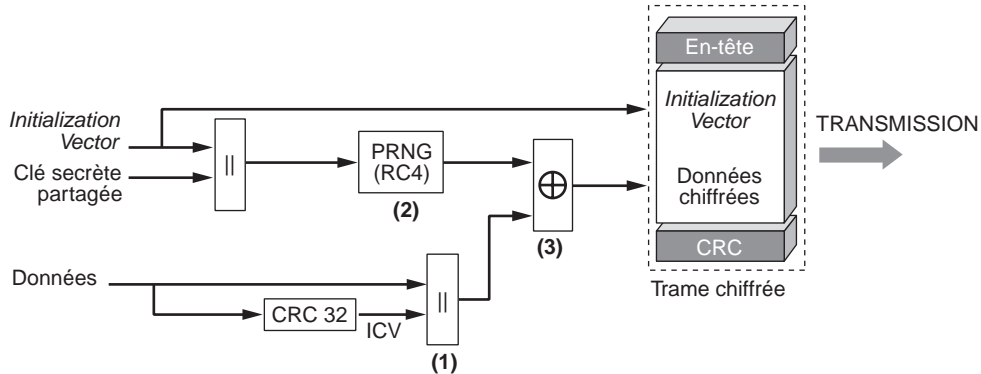 En-tête
Initialization
Vector
Clé secrète
partagée
||
PRNG
(RC4)
(2)
(3)
Initialization
Vector
Données
chiffrées
CRC
Trame chiffrée
TRANSMISSION
Données
CRC 32
ICV
||
(1)